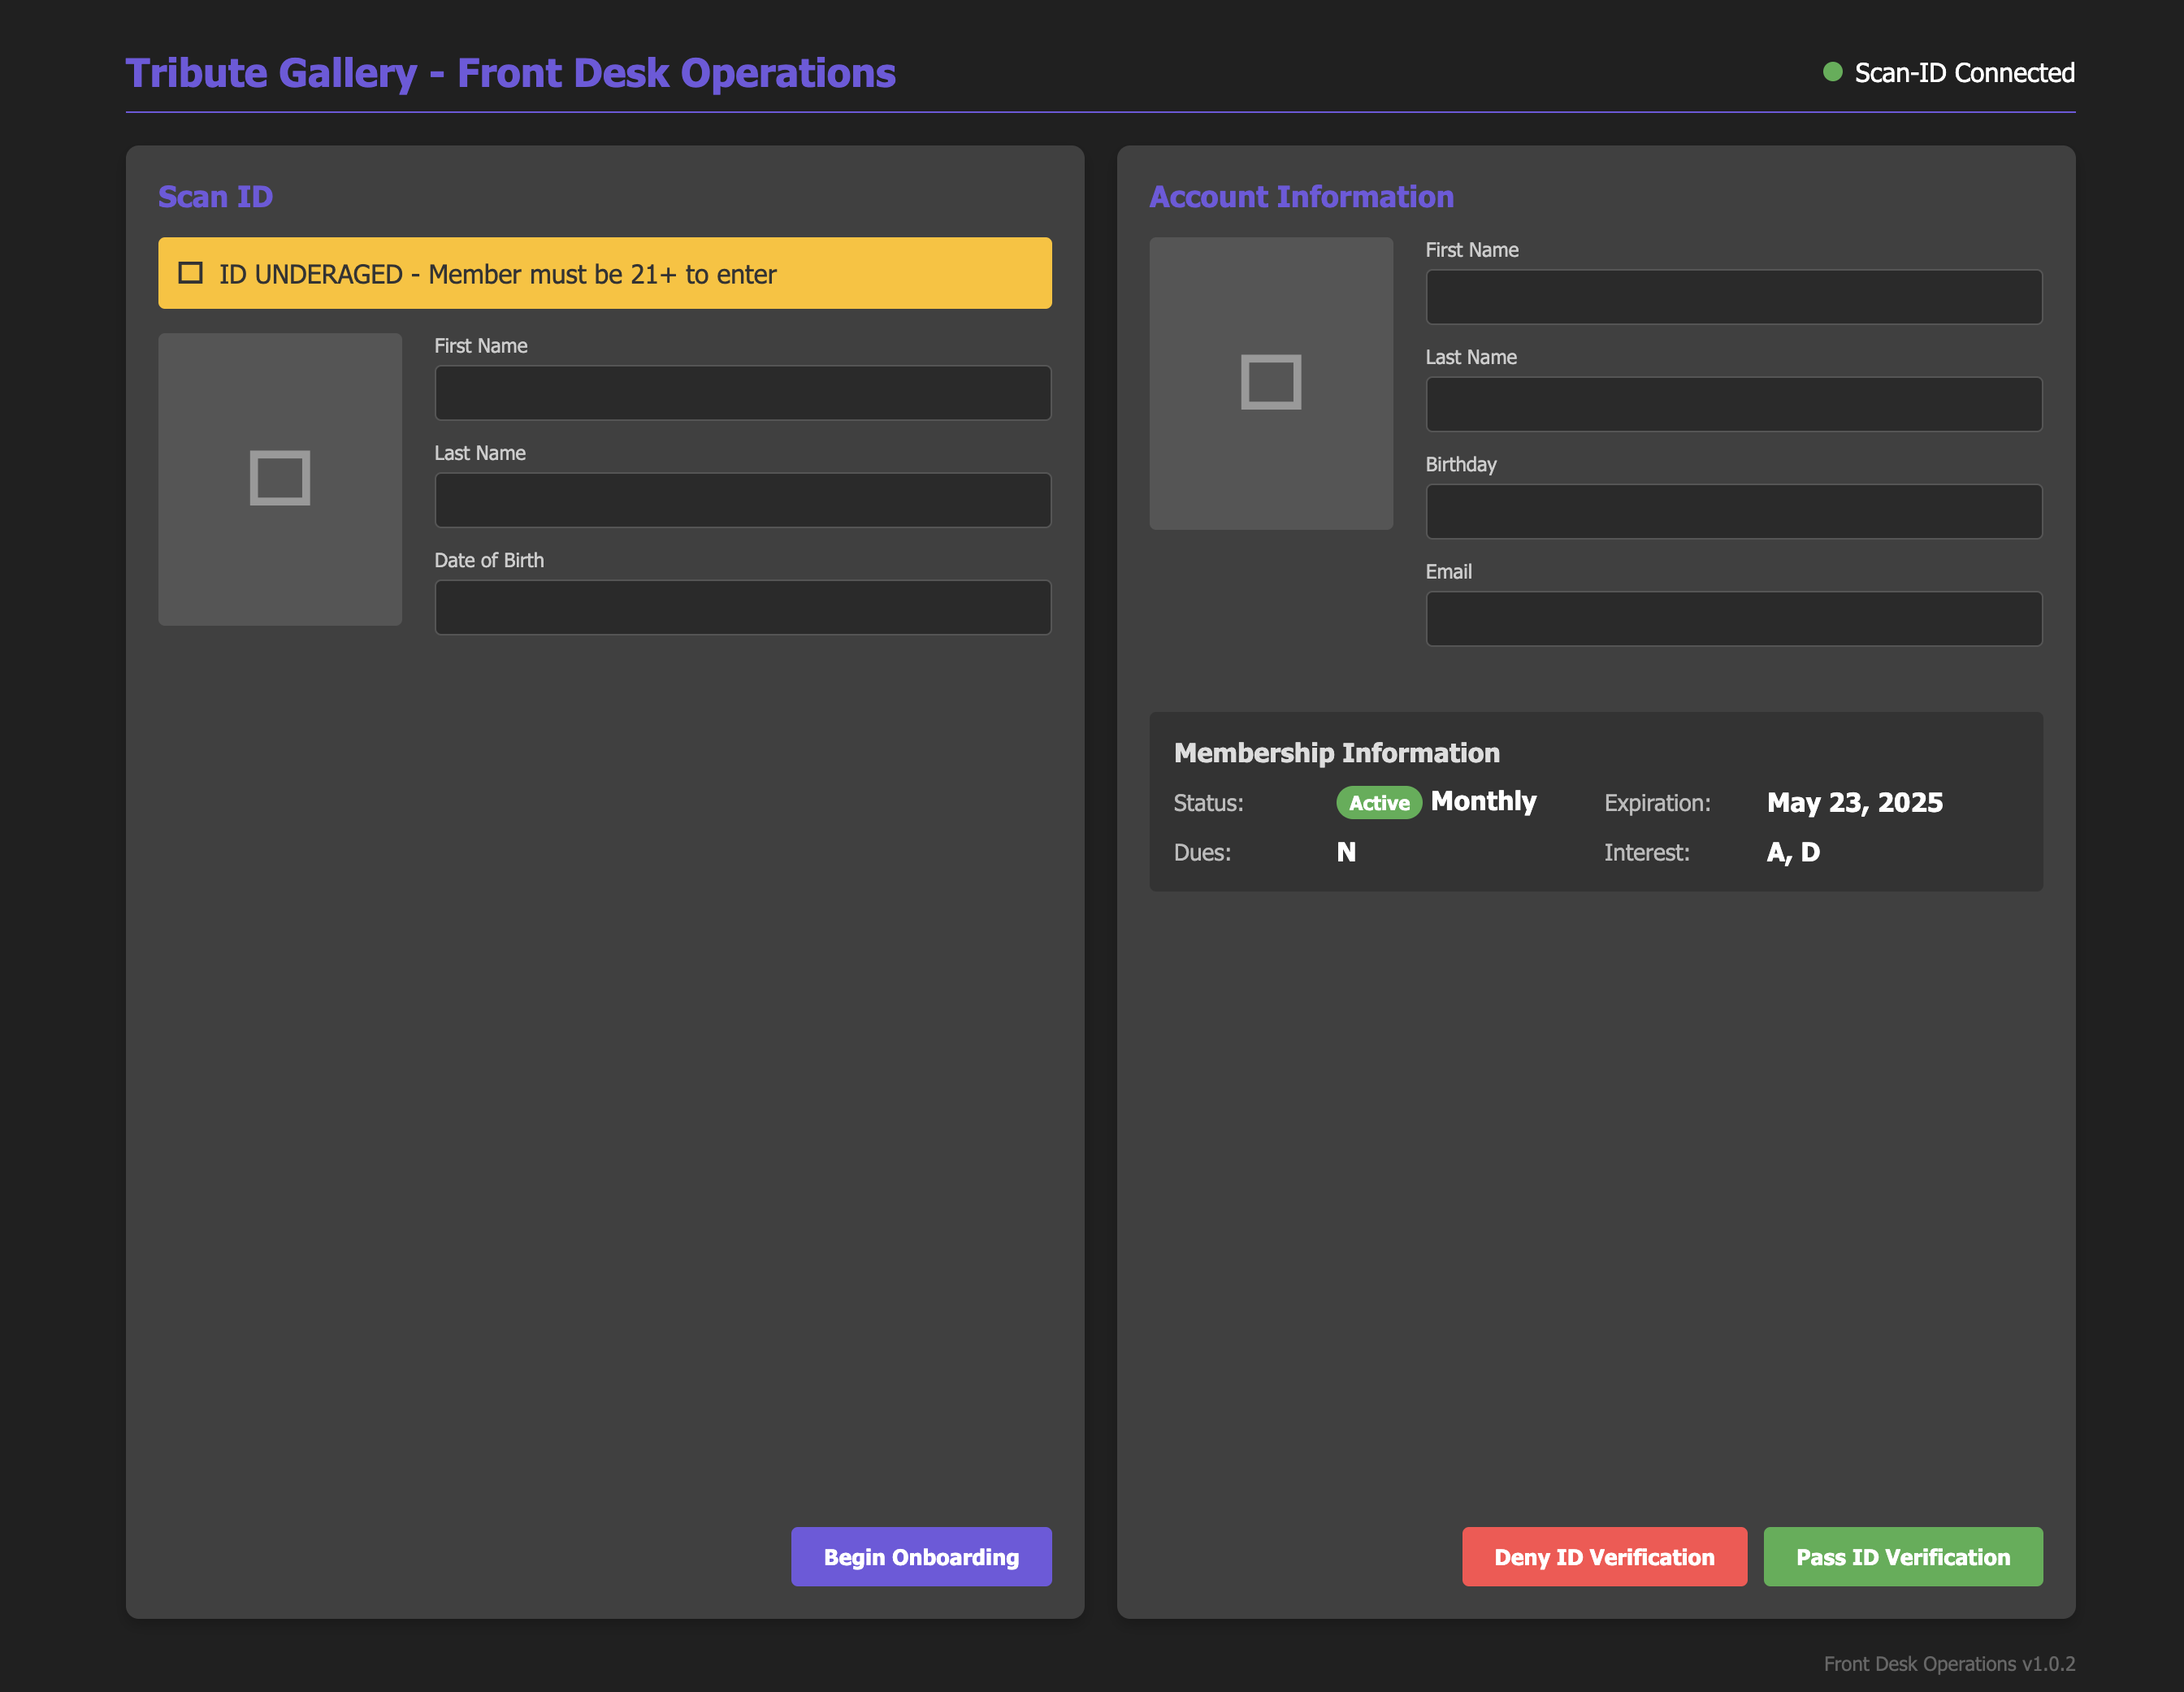 Tribute Gallery - Front Desk Operations
Scan-ID Connected
Scan ID
ID UNDERAGED - Member must be 21+ to enter
First Name
Last Name
Date of Birth
Begin Onboarding
Account Information
First Name
Last Name
Birthday
Email
Membership Information
Status: Active Monthly Expiration: May 23, 2025
Dues: N Interest: A, D
Deny ID Verification Pass ID Verification
Front Desk Operations v1.0.2